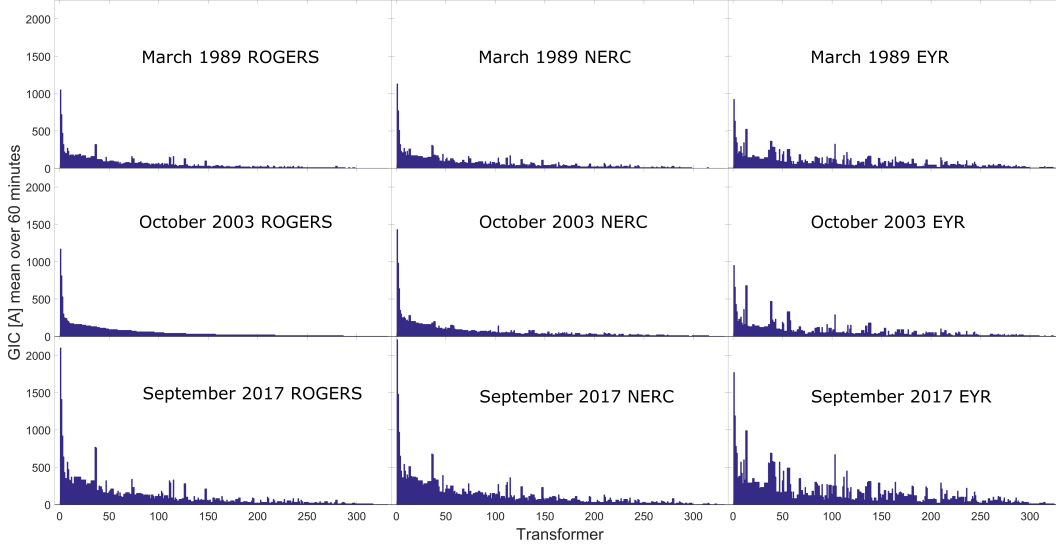 GIC [A] mean over 60 minutes
2000
1500
1000
500
0
March 1989 ROGERS
March 1989 NERC
March 1989 EYR
2000
1500
1000
500
0
October 2003 ROGERS
October 2003 NERC
October 2003 EYR
2000
1500
1000
500
0
September 2017 ROGERS
September 2017 NERC
September 2017 EYR
0 50 100 150 200 250 300 0 50 100 150 200 250 300 0 50 100 150 200 250 300
Transformer